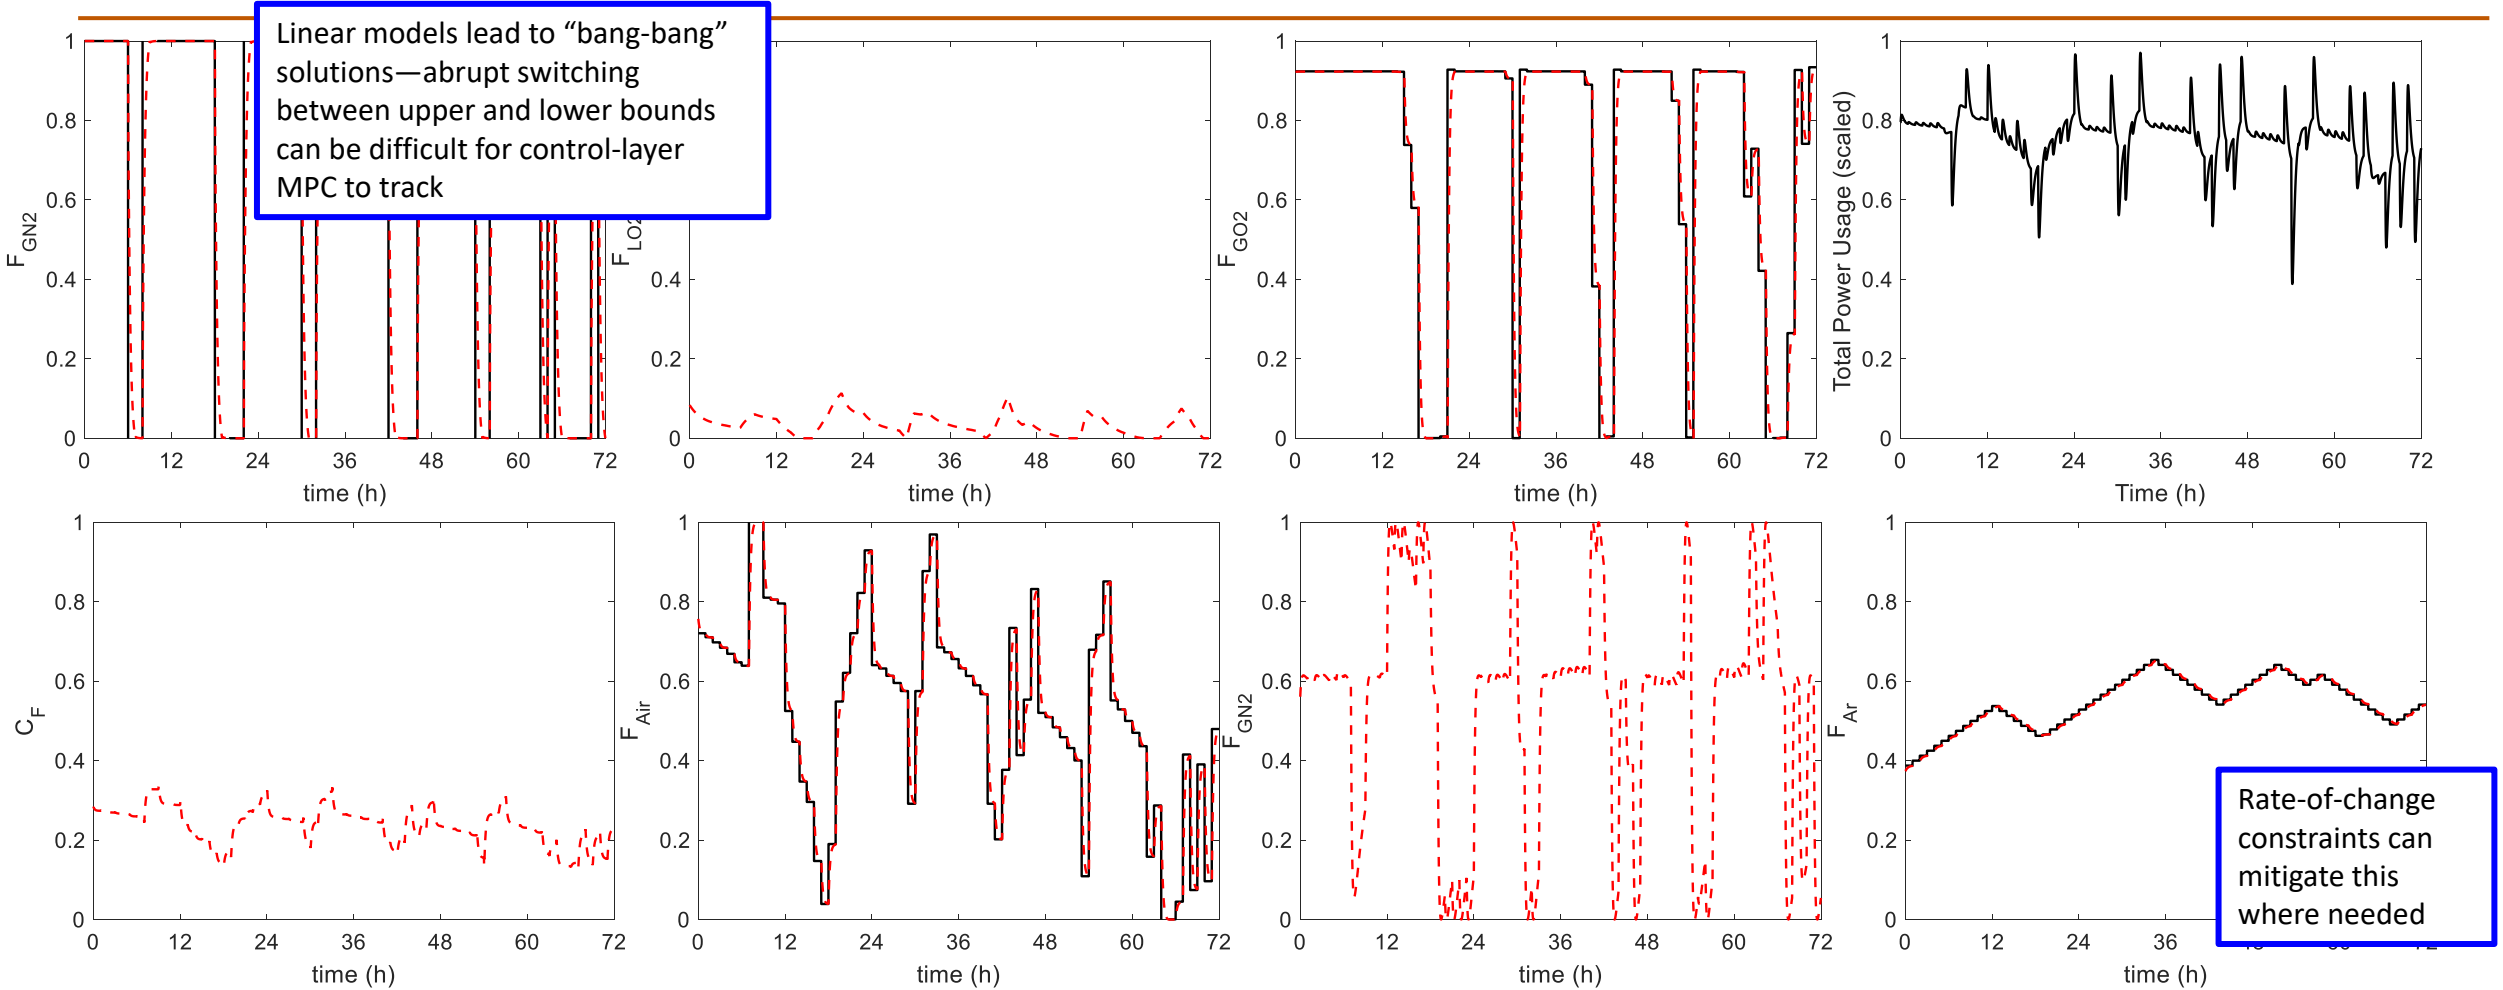 Linear models lead to “bang-bang”
solutions—abrupt switching
between upper and lower bounds
can be difficult for control-layer
MPC to track
1
0.8
0.6
0.4
0.2
0
F_GN2
0 12 24 36 48 60 72
time (h)
F_LO2
0.4
0.2
0
0 12 24 36 48 60 72
time (h)
1
0.8
0.6
0.4
0.2
0
F_GO2
0 12 24 36 48 60 72
time (h)
1
0.8
0.6
0.4
0.2
0
Total Power Usage (scaled)
0 12 24 36 48 60 72
Time (h)
1
0.8
0.6
0.4
0.2
0
C_F
0 12 24 36 48 60 72
time (h)
1
0.8
0.6
0.4
0.2
0
F_Air
0 12 24 36 48 60 72
time (h)
1
0.8
0.6
0.4
0.2
0
F_GN2
0 12 24 36 48 60 72
time (h)
1
0.8
0.6
0.4
0.2
0
F_Ar
0 12 24 36
time (h)
Rate-of-change
constraints can
mitigate this
where needed